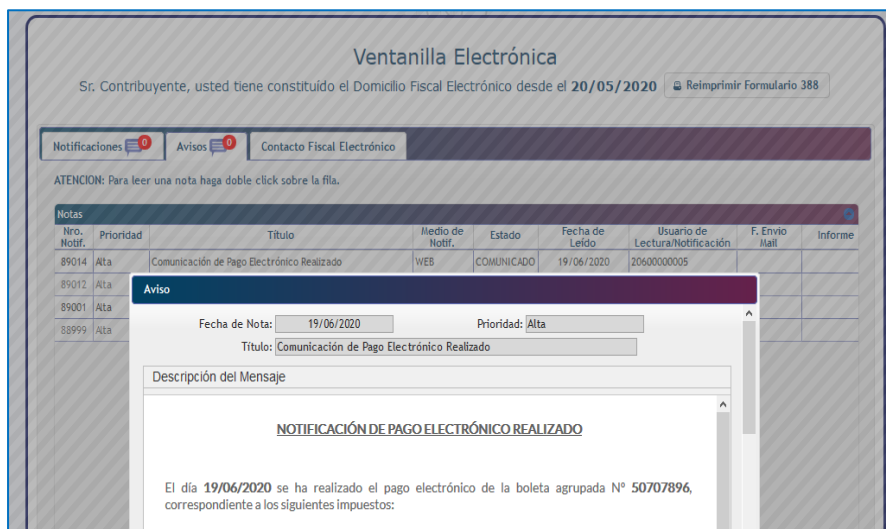 Ventanilla Electrónica
Sr. Contribuyente, usted tiene constituído el Domicilio Fiscal Electrónico desde el 20/05/2020 Reimprimir Formulario 388
Notificaciones 0 Avisos 0 Contacto Fiscal Electrónico
ATENCION: Para leer una nota haga doble click sobre la fila.
Notas
Nro. Notif. Prioridad Título Medio de Notif. Estado Fecha de Leído Usuario de Lectura/Notificación F. Envio Mail Informe
89014 Alta Comunicación de Pago Electrónico Realizado WEB COMUNICADO 19/06/2020 20600000005
89012 Alta
89001 Alta
88999 Alta
Aviso
Fecha de Nota: 19/06/2020 Prioridad: Alta
Título: Comunicación de Pago Electrónico Realizado
Descripción del Mensaje
NOTIFICACIÓN DE PAGO ELECTRÓNICO REALIZADO
El día 19/06/2020 se ha realizado el pago electrónico de la boleta agrupada Nº 50707896,
correspondiente a los siguientes impuestos: